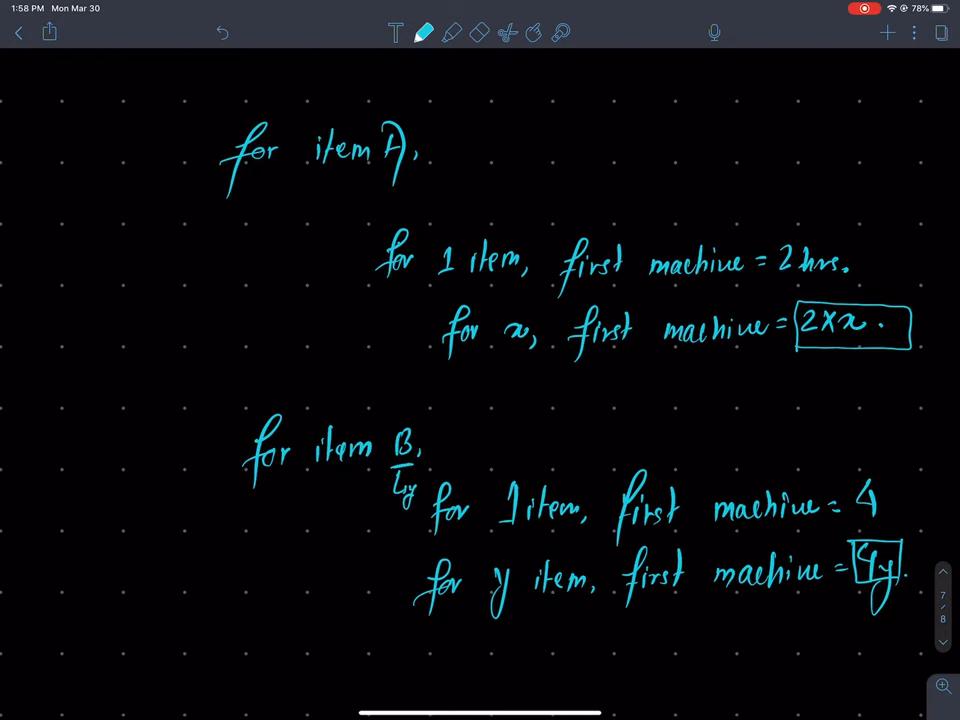 1:58 PM Mon Mar 30
78%
for item A,
for 1 item, first machine = 2 hrs.
for x, first machine = 2 × x.
for item B,
↳ y
for 1 item, first machine = 4
for y item, first machine = 4y.
7
/
8